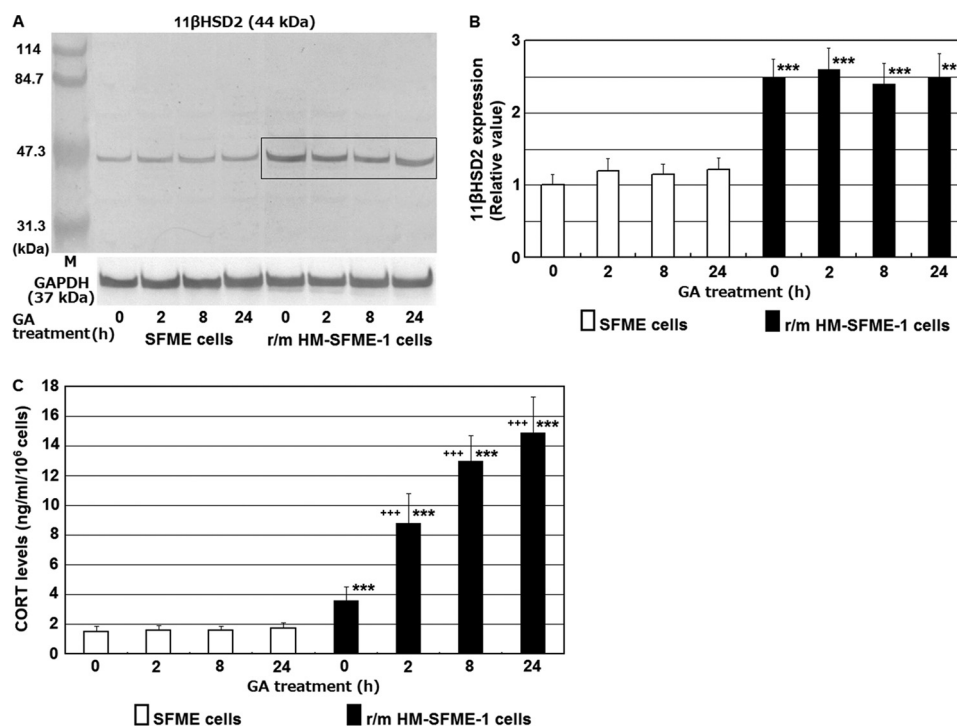 A
11βHSD2 (44 kDa)
114
84.7
47.3
31.3
(kDa)
M
GAPDH
(37 kDa)
GA
treatment (h)
0 2 8 24 0 2 8 24
SFME cells r/m HM-SFME-1 cells
B
11βHSD2 expression
(Relative value)
3
2
1
0
*** *** *** **
0 2 8 24 0 2 8 24
GA treatment (h)
SFME cells r/m HM-SFME-1 cells
C
CORT levels (ng/ml/10⁶ cells)
18
16
14
12
10
8
6
4
2
0
***
+++ ***
+++ ***
+++ ***
0 2 8 24 0 2 8 24
GA treatment (h)
SFME cells r/m HM-SFME-1 cells